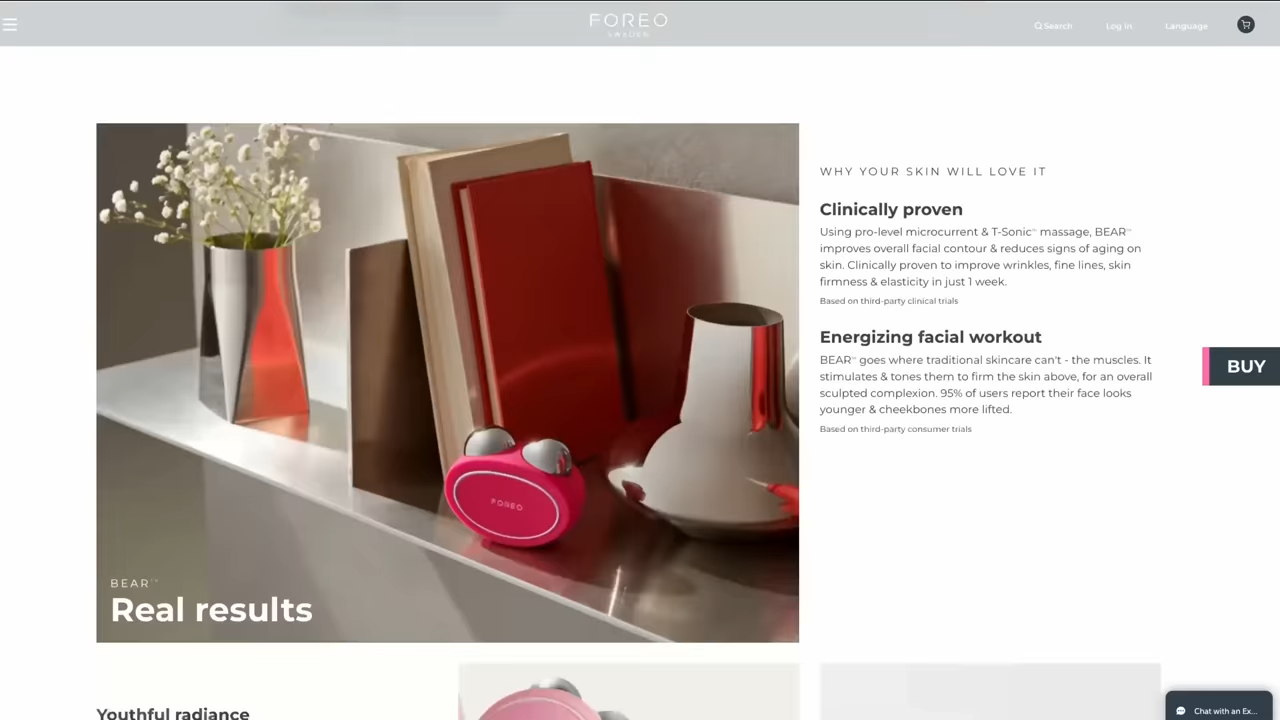 FOREO
SWEDEN
Search
Log in
Language
WHY YOUR SKIN WILL LOVE IT
Clinically proven
Using pro-level microcurrent & T-Sonic™ massage, BEAR™
improves overall facial contour & reduces signs of aging on
skin. Clinically proven to improve wrinkles, fine lines, skin
firmness & elasticity in just 1 week.
Based on third-party clinical trials
Energizing facial workout
BEAR™ goes where traditional skincare can't - the muscles. It
stimulates & tones them to firm the skin above, for an overall
sculpted complexion. 95% of users report their face looks
younger & cheekbones more lifted.
Based on third-party consumer trials
BUY
FOREO
BEAR™
Real results
Youthful radiance
Chat with an Ex...